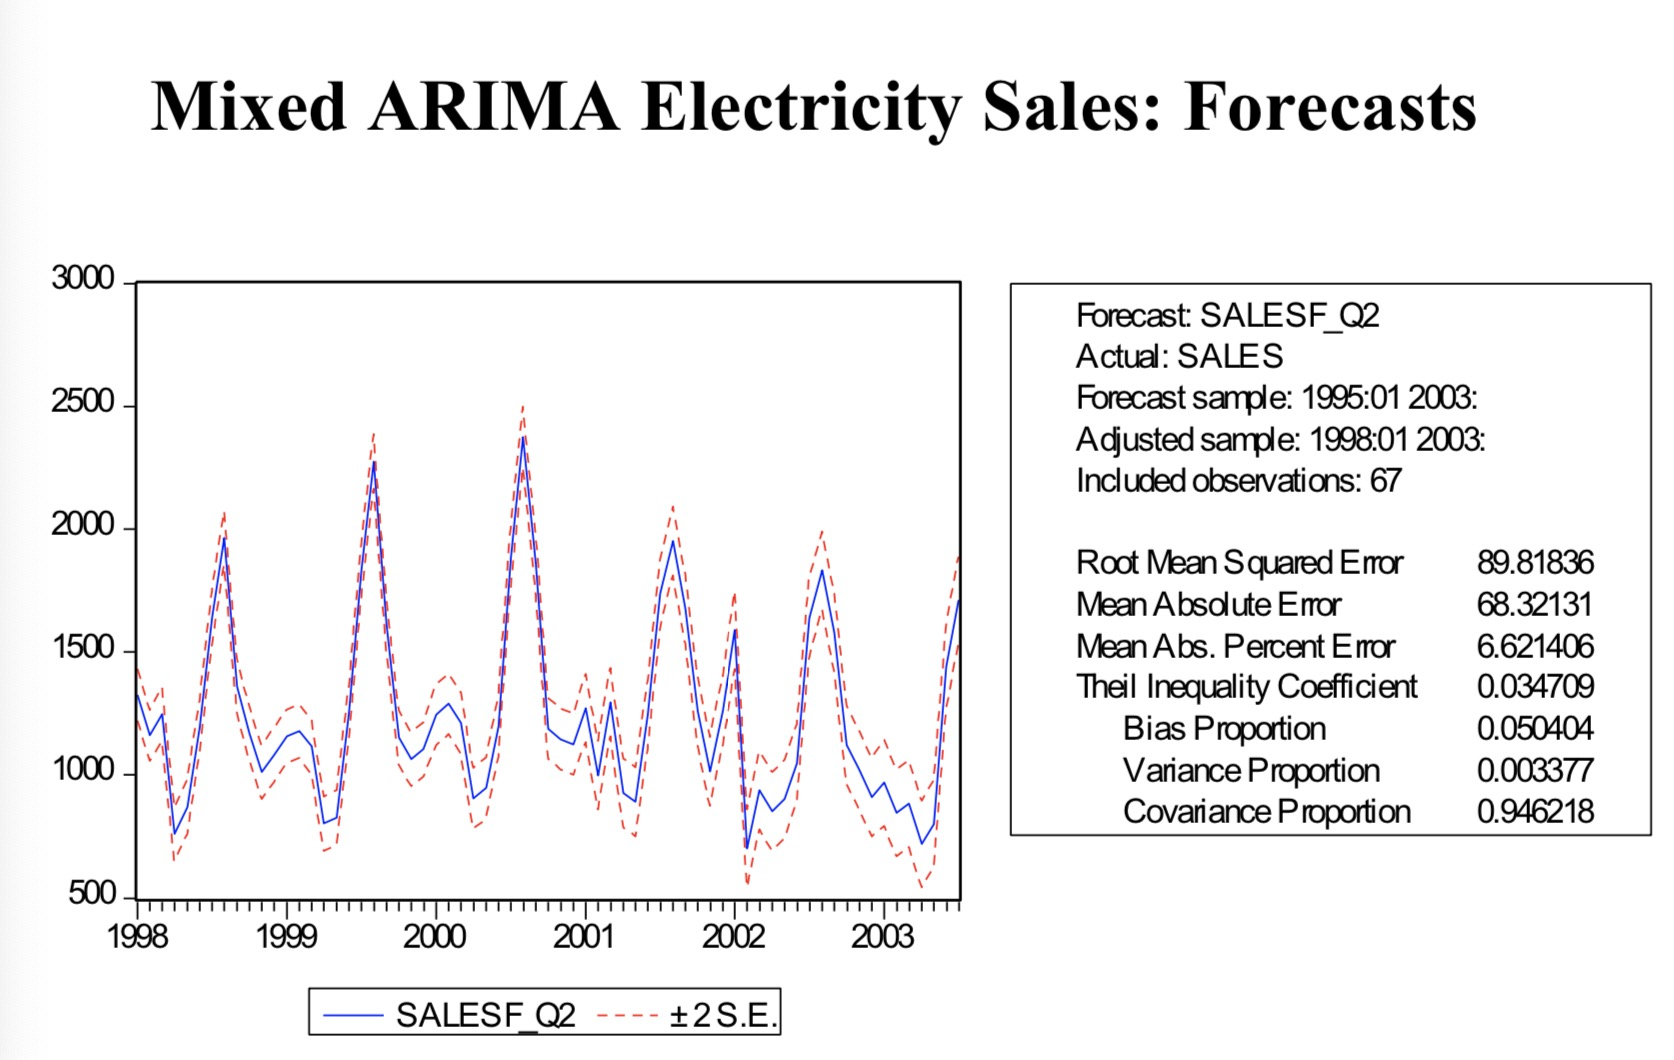 Mixed ARIMA Electricity Sales: Forecasts
3000
2500
2000
1500
1000
500
1998 1999 2000 2001 2002 2003
SALESF_Q2 ±2 S.E.
Forecast: SALESF_Q2
Actual: SALES
Forecast sample: 1995:01 2003:
Adjusted sample: 1998:01 2003:
Included observations: 67
Root Mean Squared Error 89.81836
Mean Absolute Error 68.32131
Mean Abs. Percent Error 6.621406
Theil Inequality Coefficient 0.034709
Bias Proportion 0.050404
Variance Proportion 0.003377
Covariance Proportion 0.946218